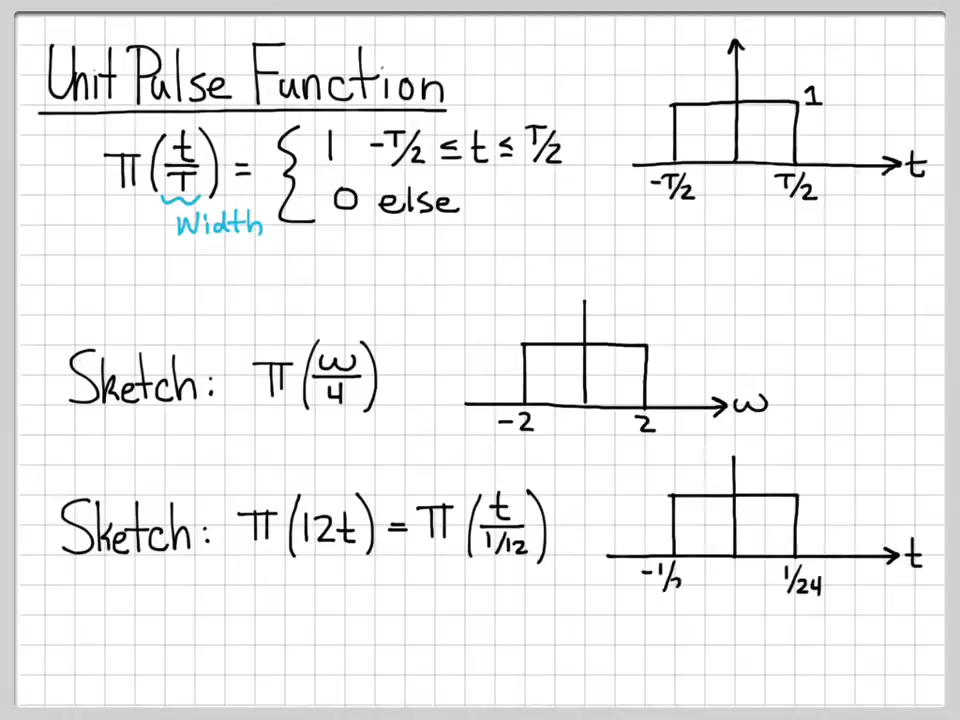 Unit Pulse Function
Π(t/T) = { 1 -T/2 ≤ t ≤ T/2
0 else
Width
1
t
-T/2 T/2
Sketch: Π(ω/4)
ω
-2 2
Sketch: Π(12t) = Π(t/1/12)
t
-1/ 1/24